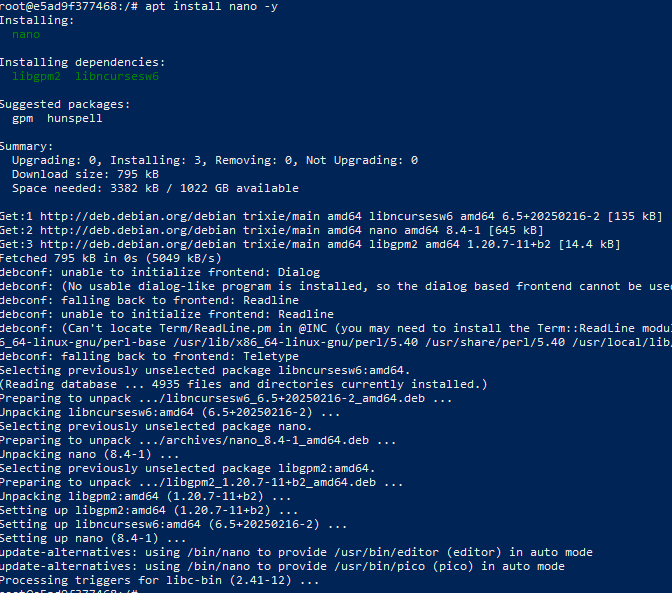 root@e5ad9f377468:/# apt install nano -y
Installing:
  nano

Installing dependencies:
  libgpm2  libncursesw6

Suggested packages:
  gpm  hunspell

Summary:
  Upgrading: 0, Installing: 3, Removing: 0, Not Upgrading: 0
  Download size: 795 kB
  Space needed: 3382 kB / 1022 GB available

Get:1 http://deb.debian.org/debian trixie/main amd64 libncursesw6 amd64 6.5+20250216-2 [135 kB]
Get:2 http://deb.debian.org/debian trixie/main amd64 nano amd64 8.4-1 [645 kB]
Get:3 http://deb.debian.org/debian trixie/main amd64 libgpm2 amd64 1.20.7-11+b2 [14.4 kB]
Fetched 795 kB in 0s (5049 kB/s)
debconf: unable to initialize frontend: Dialog
debconf: (No usable dialog-like program is installed, so the dialog based frontend cannot be used
debconf: falling back to frontend: Readline
debconf: unable to initialize frontend: Readline
debconf: (Can't locate Term/ReadLine.pm in @INC (you may need to install the Term::ReadLine modul
6_64-linux-gnu/perl-base /usr/lib/x86_64-linux-gnu/perl/5.40 /usr/share/perl/5.40 /usr/local/lib/
debconf: falling back to frontend: Teletype
Selecting previously unselected package libncursesw6:amd64.
(Reading database ... 4935 files and directories currently installed.)
Preparing to unpack .../libncursesw6_6.5+20250216-2_amd64.deb ...
Unpacking libncursesw6:amd64 (6.5+20250216-2) ...
Selecting previously unselected package nano.
Preparing to unpack .../archives/nano_8.4-1_amd64.deb ...
Unpacking nano (8.4-1) ...
Selecting previously unselected package libgpm2:amd64.
Preparing to unpack .../libgpm2_1.20.7-11+b2_amd64.deb ...
Unpacking libgpm2:amd64 (1.20.7-11+b2) ...
Setting up libgpm2:amd64 (1.20.7-11+b2) ...
Setting up libncursesw6:amd64 (6.5+20250216-2) ...
Setting up nano (8.4-1) ...
update-alternatives: using /bin/nano to provide /usr/bin/editor (editor) in auto mode
update-alternatives: using /bin/nano to provide /usr/bin/pico (pico) in auto mode
Processing triggers for libc-bin (2.41-12) ...
root@e5ad9f377468:/#